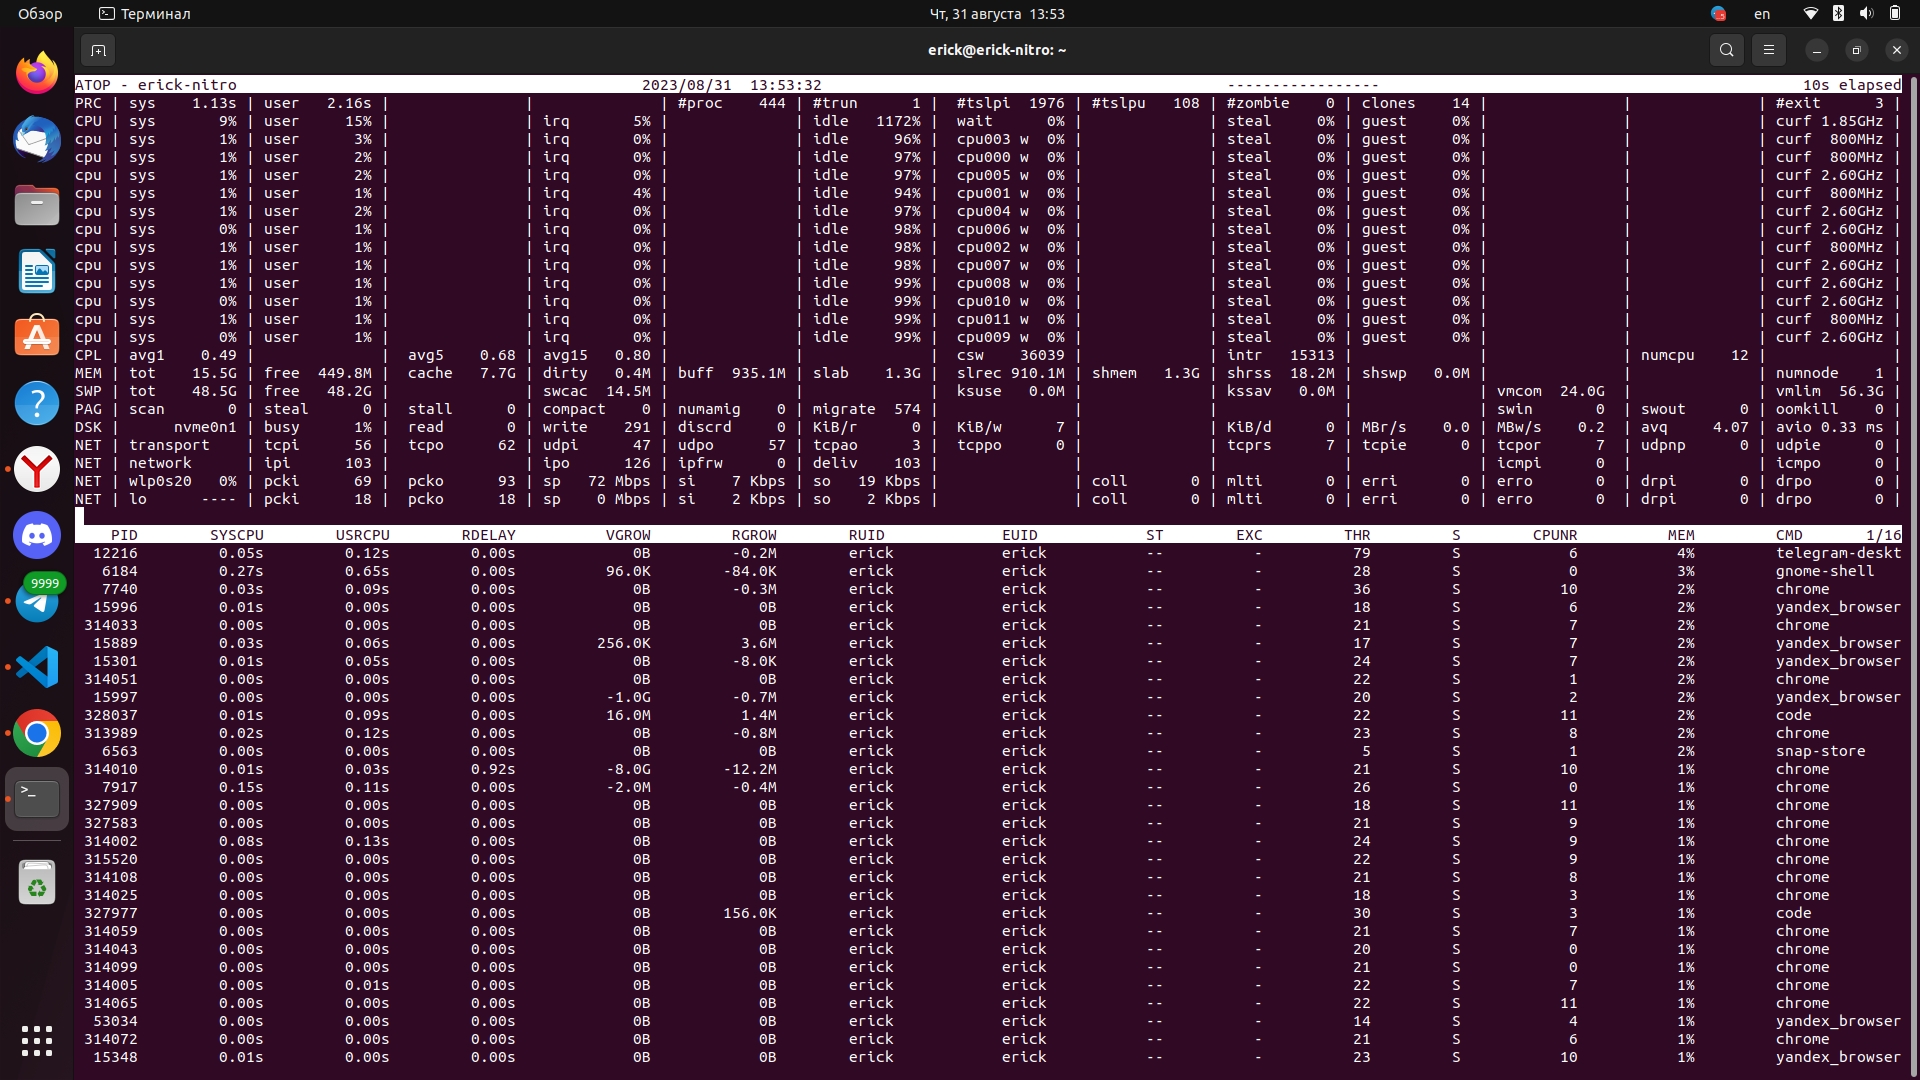 Обзор Терминал Чт, 31 августа 13:53 en
erick@erick-nitro: ~
ATOP - erick-nitro 2023/08/31 13:53:32 ----------------- 10s elapsed
PRC | sys 1.13s | user 2.16s | | | #proc 444 | #trun 1 | #tslpi 1976 | #tslpu 108 | #zombie 0 | clones 14 | | | #exit 3 |
CPU | sys 9% | user 15% | | irq 5% | | idle 1172% | wait 0% | | steal 0% | guest 0% | | | curf 1.85GHz |
cpu | sys 1% | user 3% | | irq 0% | | idle 96% | cpu003 w 0% | | steal 0% | guest 0% | | | curf 800MHz |
cpu | sys 1% | user 2% | | irq 0% | | idle 97% | cpu000 w 0% | | steal 0% | guest 0% | | | curf 800MHz |
cpu | sys 1% | user 2% | | irq 0% | | idle 97% | cpu005 w 0% | | steal 0% | guest 0% | | | curf 2.60GHz |
cpu | sys 1% | user 1% | | irq 4% | | idle 94% | cpu001 w 0% | | steal 0% | guest 0% | | | curf 800MHz |
cpu | sys 1% | user 2% | | irq 0% | | idle 97% | cpu004 w 0% | | steal 0% | guest 0% | | | curf 2.60GHz |
cpu | sys 0% | user 1% | | irq 0% | | idle 98% | cpu006 w 0% | | steal 0% | guest 0% | | | curf 2.60GHz |
cpu | sys 1% | user 1% | | irq 0% | | idle 98% | cpu002 w 0% | | steal 0% | guest 0% | | | curf 800MHz |
cpu | sys 1% | user 1% | | irq 0% | | idle 98% | cpu007 w 0% | | steal 0% | guest 0% | | | curf 2.60GHz |
cpu | sys 1% | user 1% | | irq 0% | | idle 99% | cpu008 w 0% | | steal 0% | guest 0% | | | curf 2.60GHz |
cpu | sys 0% | user 1% | | irq 0% | | idle 99% | cpu010 w 0% | | steal 0% | guest 0% | | | curf 2.60GHz |
cpu | sys 1% | user 1% | | irq 0% | | idle 99% | cpu011 w 0% | | steal 0% | guest 0% | | | curf 800MHz |
cpu | sys 0% | user 1% | | irq 0% | | idle 99% | cpu009 w 0% | | steal 0% | guest 0% | | | curf 2.60GHz |
CPL | avg1 0.49 | | avg5 0.68 | avg15 0.80 | | | csw 36039 | | intr 15313 | | | numcpu 12 | |
MEM | tot 15.5G | free 449.8M | cache 7.7G | dirty 0.4M | buff 935.1M | slab 1.3G | slrec 910.1M | shmem 1.3G | shrss 18.2M | shswp 0.0M | | | numnode 1 |
SWP | tot 48.5G | free 48.2G | | swcac 14.5M | | | ksuse 0.0M | | kssav 0.0M | | vmcom 24.0G | | vmlim 56.3G |
PAG | scan 0 | steal 0 | stall 0 | compact 0 | numamig 0 | migrate 574 | | | | | swin 0 | swout 0 | oomkill 0 |
DSK | nvme0n1 | busy 1% | read 0 | write 291 | discrd 0 | KiB/r 0 | KiB/w 7 | | KiB/d 0 | MBr/s 0.0 | MBw/s 0.2 | avq 4.07 | avio 0.33 ms |
NET | transport | tcpi 56 | tcpo 62 | udpi 47 | udpo 57 | tcpao 3 | tcppo 0 | | tcprs 7 | tcpie 0 | tcpor 7 | udpnp 0 | udpie 0 |
NET | network | ipi 103 | | ipo 126 | ipfrw 0 | deliv 103 | | | | | icmpi 0 | | icmpo 0 |
NET | wlp0s20 0% | pcki 69 | pcko 93 | sp 72 Mbps | si 7 Kbps | so 19 Kbps | | coll 0 | mlti 0 | erri 0 | erro 0 | drpi 0 | drpo 0 |
NET | lo ---- | pcki 18 | pcko 18 | sp 0 Mbps | si 2 Kbps | so 2 Kbps | | coll 0 | mlti 0 | erri 0 | erro 0 | drpi 0 | drpo 0 |
PID SYSCPU USRCPU RDELAY VGROW RGROW RUID EUID ST EXC THR S CPUNR MEM CMD 1/16
12216 0.05s 0.12s 0.00s 0B -0.2M erick erick -- - 79 S 6 4% telegram-deskt
6184 0.27s 0.65s 0.00s 96.0K -84.0K erick erick -- - 28 S 0 3% gnome-shell
7740 0.03s 0.09s 0.00s 0B -0.3M erick erick -- - 36 S 10 2% chrome
15996 0.01s 0.00s 0.00s 0B 0B erick erick -- - 18 S 6 2% yandex_browser
314033 0.00s 0.00s 0.00s 0B 0B erick erick -- - 21 S 7 2% chrome
15889 0.03s 0.06s 0.00s 256.0K 3.6M erick erick -- - 17 S 7 2% yandex_browser
15301 0.01s 0.05s 0.00s 0B -8.0K erick erick -- - 24 S 7 2% yandex_browser
314051 0.00s 0.00s 0.00s 0B 0B erick erick -- - 22 S 1 2% chrome
15997 0.00s 0.00s 0.00s -1.0G -0.7M erick erick -- - 20 S 2 2% yandex_browser
328037 0.01s 0.09s 0.00s 16.0M 1.4M erick erick -- - 22 S 11 2% code
313989 0.02s 0.12s 0.00s 0B -0.8M erick erick -- - 23 S 8 2% chrome
6563 0.00s 0.00s 0.00s 0B 0B erick erick -- - 5 S 1 2% snap-store
314010 0.01s 0.03s 0.92s -8.0G -12.2M erick erick -- - 21 S 10 1% chrome
7917 0.15s 0.11s 0.00s -2.0M -0.4M erick erick -- - 26 S 0 1% chrome
327909 0.00s 0.00s 0.00s 0B 0B erick erick -- - 18 S 11 1% chrome
327583 0.00s 0.00s 0.00s 0B 0B erick erick -- - 21 S 9 1% chrome
314002 0.08s 0.13s 0.00s 0B 0B erick erick -- - 24 S 9 1% chrome
315520 0.00s 0.00s 0.00s 0B 0B erick erick -- - 22 S 9 1% chrome
314108 0.00s 0.00s 0.00s 0B 0B erick erick -- - 21 S 8 1% chrome
314025 0.00s 0.00s 0.00s 0B 0B erick erick -- - 18 S 3 1% chrome
327977 0.00s 0.00s 0.00s 0B 156.0K erick erick -- - 30 S 3 1% code
314059 0.00s 0.00s 0.00s 0B 0B erick erick -- - 21 S 7 1% chrome
314043 0.00s 0.00s 0.00s 0B 0B erick erick -- - 20 S 0 1% chrome
314099 0.00s 0.00s 0.00s 0B 0B erick erick -- - 21 S 0 1% chrome
314005 0.00s 0.01s 0.00s 0B 0B erick erick -- - 22 S 7 1% chrome
314065 0.00s 0.00s 0.00s 0B 0B erick erick -- - 22 S 11 1% chrome
53034 0.00s 0.00s 0.00s 0B 0B erick erick -- - 14 S 4 1% yandex_browser
314072 0.00s 0.00s 0.00s 0B 0B erick erick -- - 21 S 6 1% chrome
15348 0.01s 0.00s 0.00s 0B 0B erick erick -- - 23 S 10 1% yandex_browser
9999